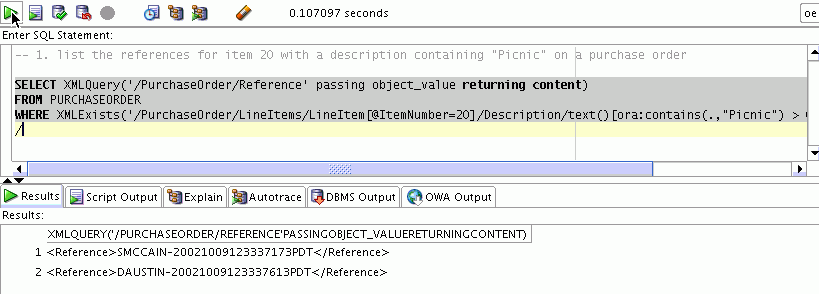 0.107097 seconds
oe
Enter SQL Statement:
-- 1. list the references for item 20 with a description containing "Picnic" on a purchase order
SELECT XMLQuery('/PurchaseOrder/Reference' passing object_value returning content)
FROM PURCHASEORDER
WHERE XMLExists('/PurchaseOrder/LineItems/LineItem[@ItemNumber=20]/Description/text()[ora:contains(.,"Picnic") >
/
Results Script Output Explain Autotrace DBMS Output OWA Output
Results:
XMLQUERY('/PURCHASEORDER/REFERENCE'PASSINGOBJECT_VALUERETURNINGCONTENT)
1 <Reference>SMCCAIN-20021009123337173PDT</Reference>
2 <Reference>DAUSTIN-20021009123337613PDT</Reference>